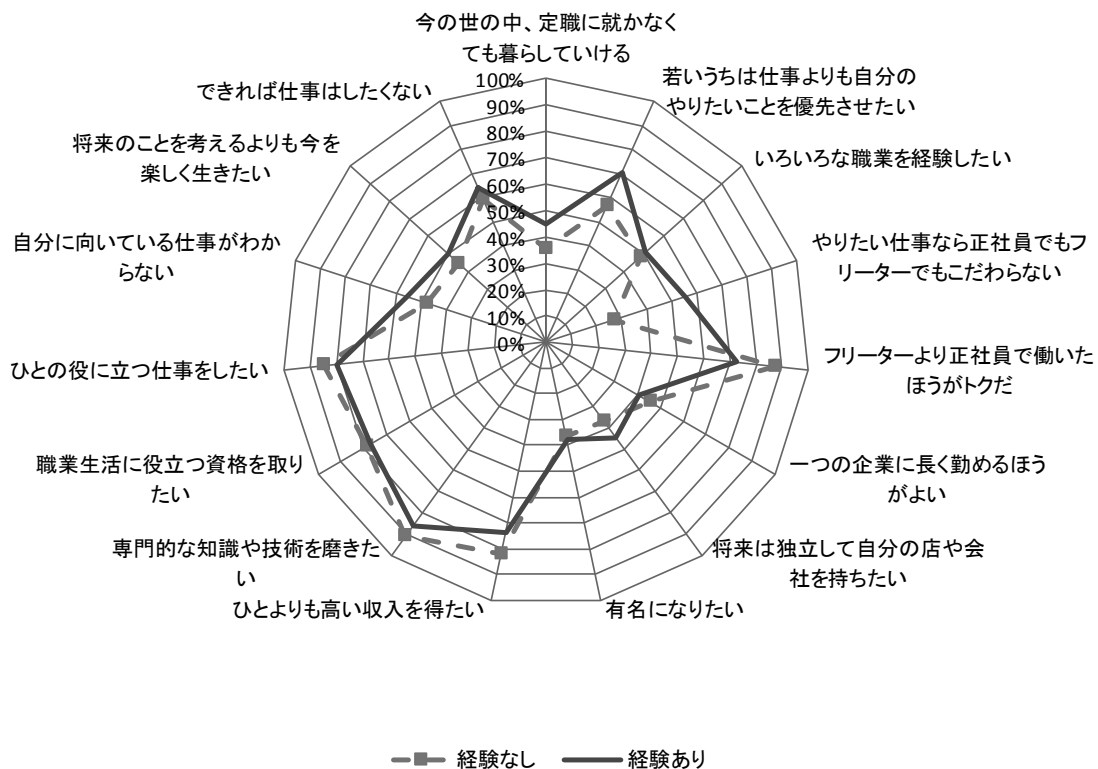 今の世の中、定職に就かなく
ても暮らしていける
若いうちは仕事よりも自分の
やりたいことを優先させたい
いろいろな職業を経験したい
やりたい仕事なら正社員でもフ
リーターでもこだわらない
フリーターより正社員で働いた
ほうがトクだ
一つの企業に長く勤めるほう
がよい
将来は独立して自分の店や会
社を持ちたい
有名になりたい
ひとよりも高い収入を得たい
専門的な知識や技術を磨きた
い
職業生活に役立つ資格を取り
たい
ひとの役に立つ仕事をしたい
自分に向いている仕事がわか
らない
将来のことを考えるよりも今を
楽しく生きたい
できれば仕事はしたくない
100%
90%
80%
70%
60%
50%
40%
30%
20%
10%
0%
経験なし 経験あり